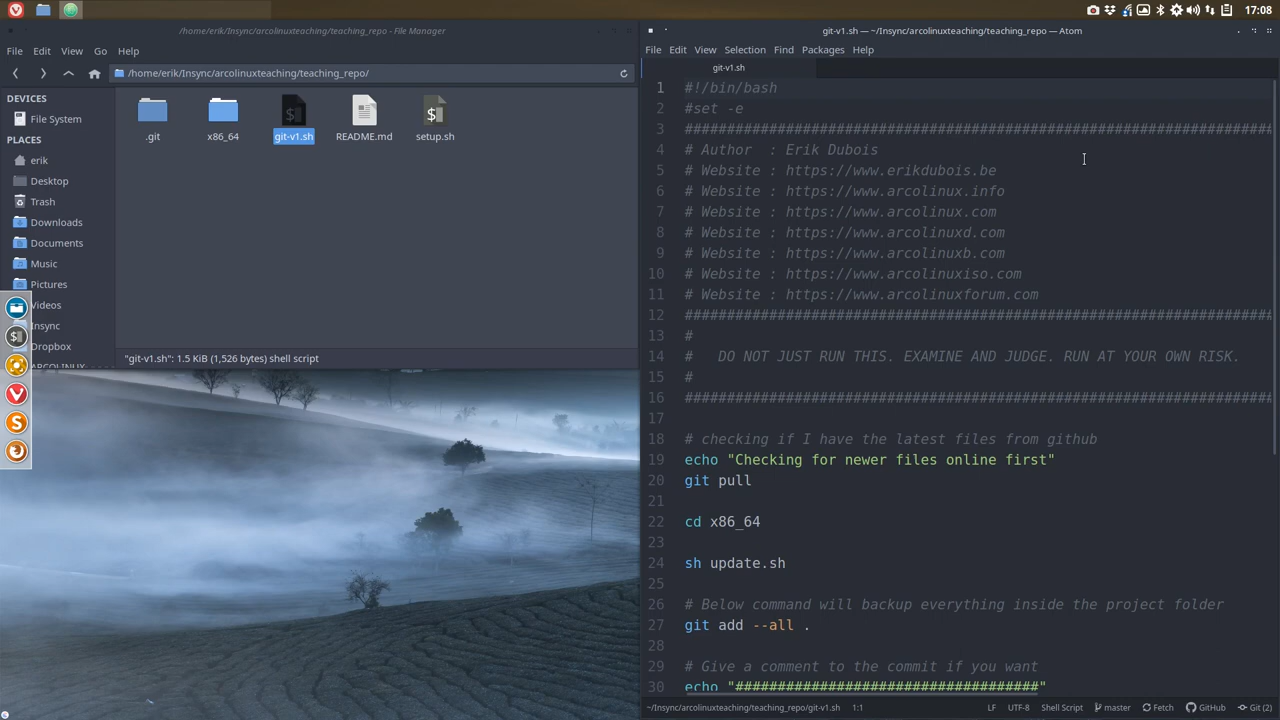 17:08
/home/erik/Insync/arcolinuxteaching/teaching_repo - File Manager
File Edit View Go Help
/home/erik/Insync/arcolinuxteaching/teaching_repo/
DEVICES
File System
PLACES
erik
Desktop
Trash
Downloads
Documents
Music
Pictures
Videos
Insync
Dropbox
ARCOLINUX
.git
x86_64
git-v1.sh
README.md
setup.sh
"git-v1.sh": 1.5 KiB (1,526 bytes) shell script
git-v1.sh — ~/Insync/arcolinuxteaching/teaching_repo — Atom
File Edit View Selection Find Packages Help
git-v1.sh
1 #!/bin/bash
2 #set -e
3 ######################################################################
4 # Author : Erik Dubois
5 # Website : https://www.erikdubois.be
6 # Website : https://www.arcolinux.info
7 # Website : https://www.arcolinux.com
8 # Website : https://www.arcolinuxd.com
9 # Website : https://www.arcolinuxb.com
10 # Website : https://www.arcolinuxiso.com
11 # Website : https://www.arcolinuxforum.com
12 ######################################################################
13 #
14 # DO NOT JUST RUN THIS. EXAMINE AND JUDGE. RUN AT YOUR OWN RISK.
15 #
16 ######################################################################
17
18 # checking if I have the latest files from github
19 echo "Checking for newer files online first"
20 git pull
21
22 cd x86_64
23
24 sh update.sh
25
26 # Below command will backup everything inside the project folder
27 git add --all .
28
29 # Give a comment to the commit if you want
30 echo "####################################"
~/Insync/arcolinuxteaching/teaching_repo/git-v1.sh 1:1 LF UTF-8 Shell Script master Fetch GitHub Git (2)